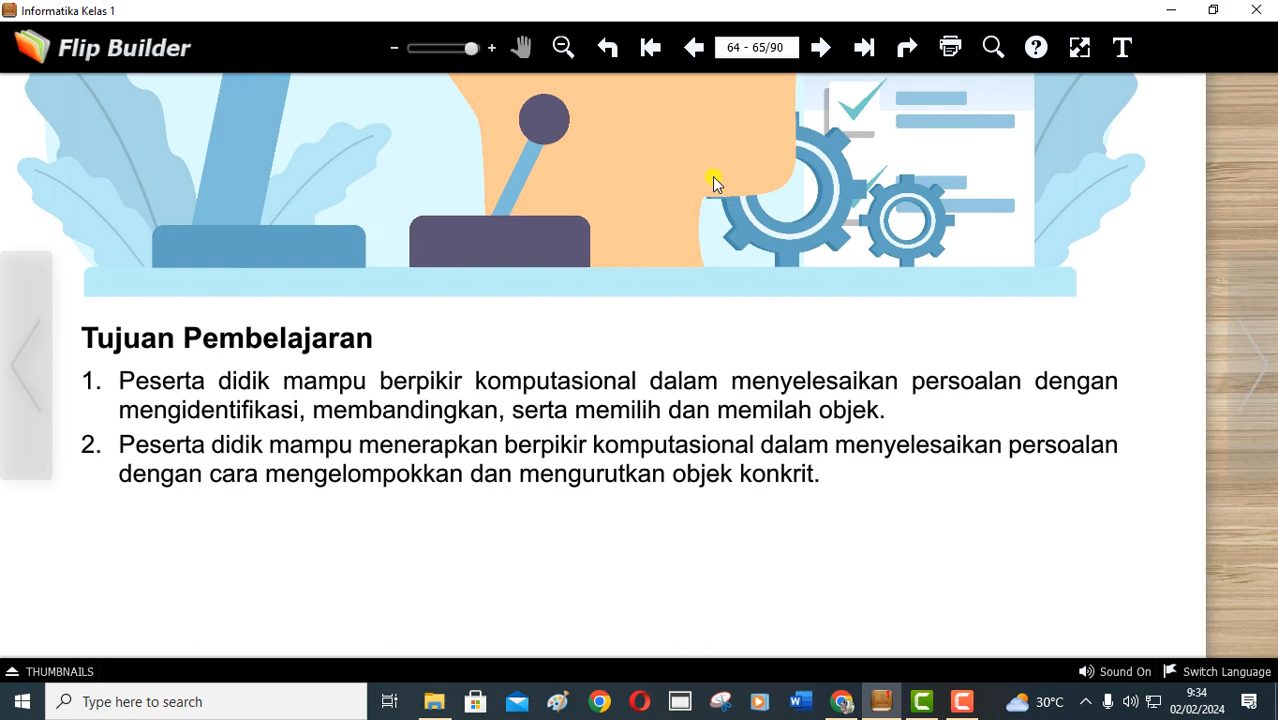 Informatika Kelas 1
Flip Builder
64 - 65/90
Tujuan Pembelajaran
1. Peserta didik mampu berpikir komputasional dalam menyelesaikan persoalan dengan
mengidentifikasi, membandingkan, serta memilih dan memilah objek.
2. Peserta didik mampu menerapkan berpikir komputasional dalam menyelesaikan persoalan
dengan cara mengelompokkan dan mengurutkan objek konkrit.
THUMBNAILS
Sound On
Switch Language
Type here to search
30°C
9:34
02/02/2024